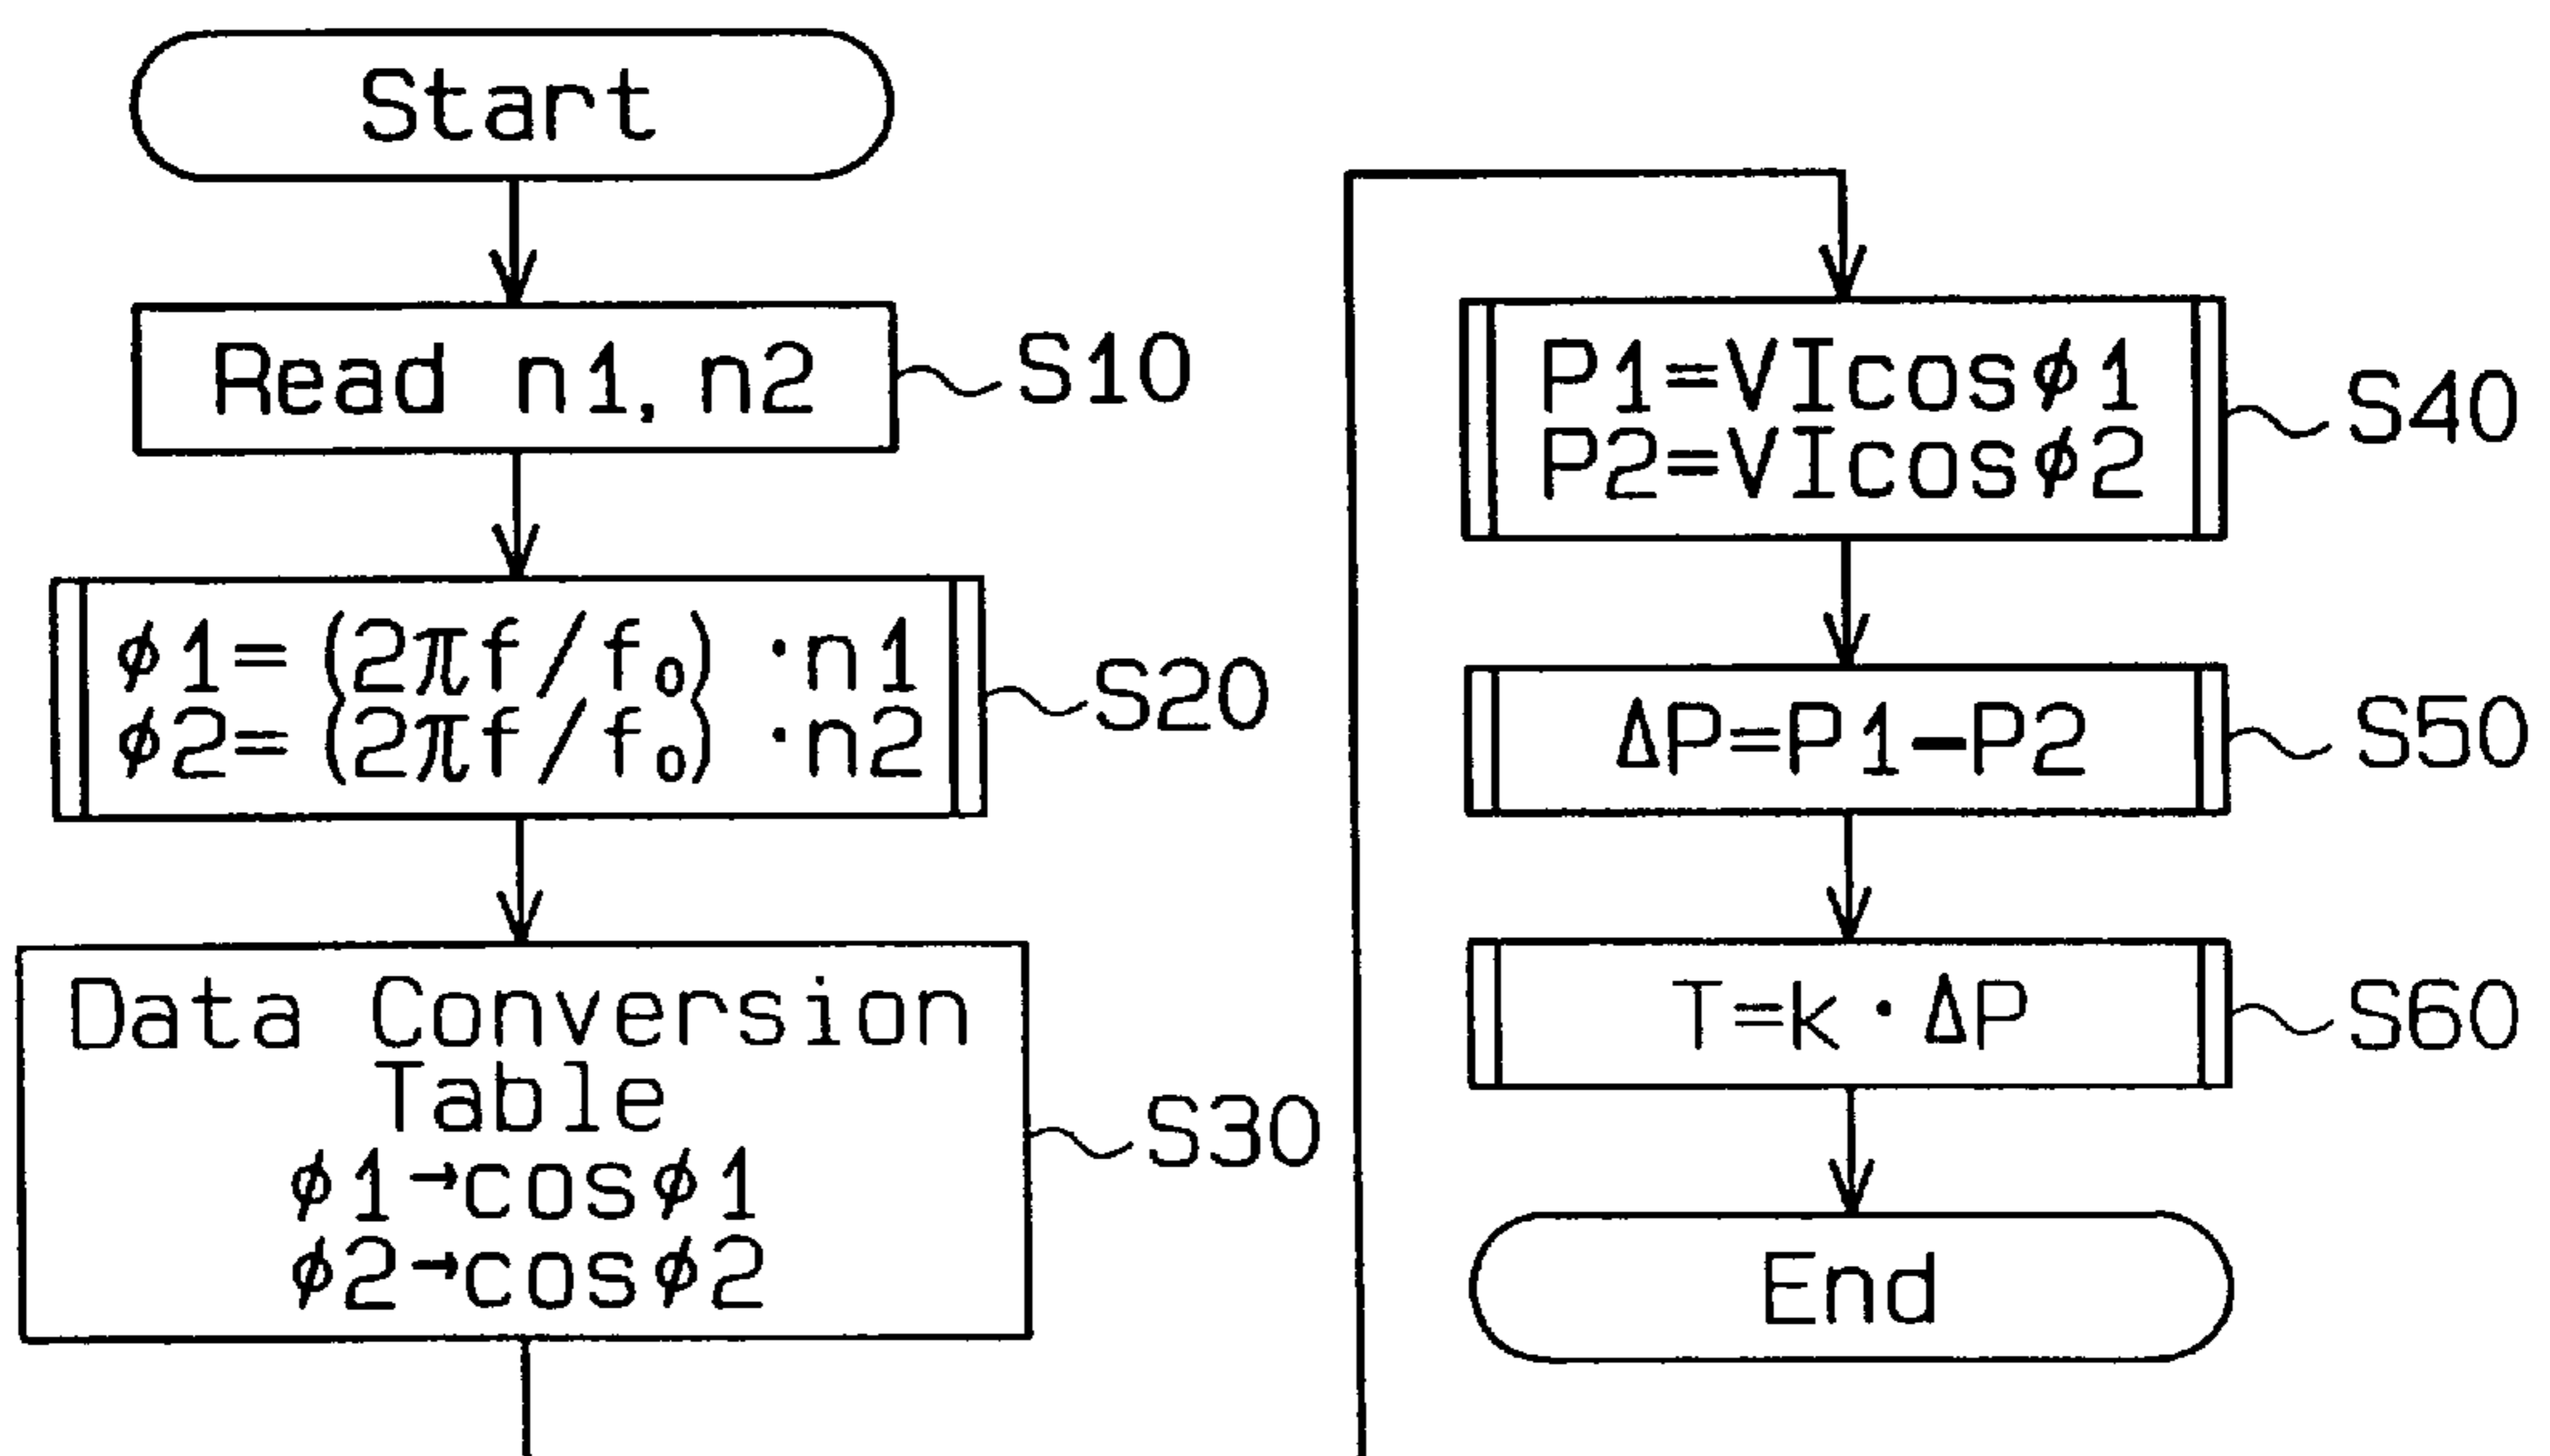 Start
Read n1, n2
S10
ϕ1=(2πf/f₀)·n1
ϕ2=(2πf/f₀)·n2
S20
Data Conversion
Table
ϕ1→cosϕ1
ϕ2→cosϕ2
S30
P1=VIcosϕ1
P2=VIcosϕ2
S40
ΔP=P1-P2
S50
T=k·ΔP
S60
End